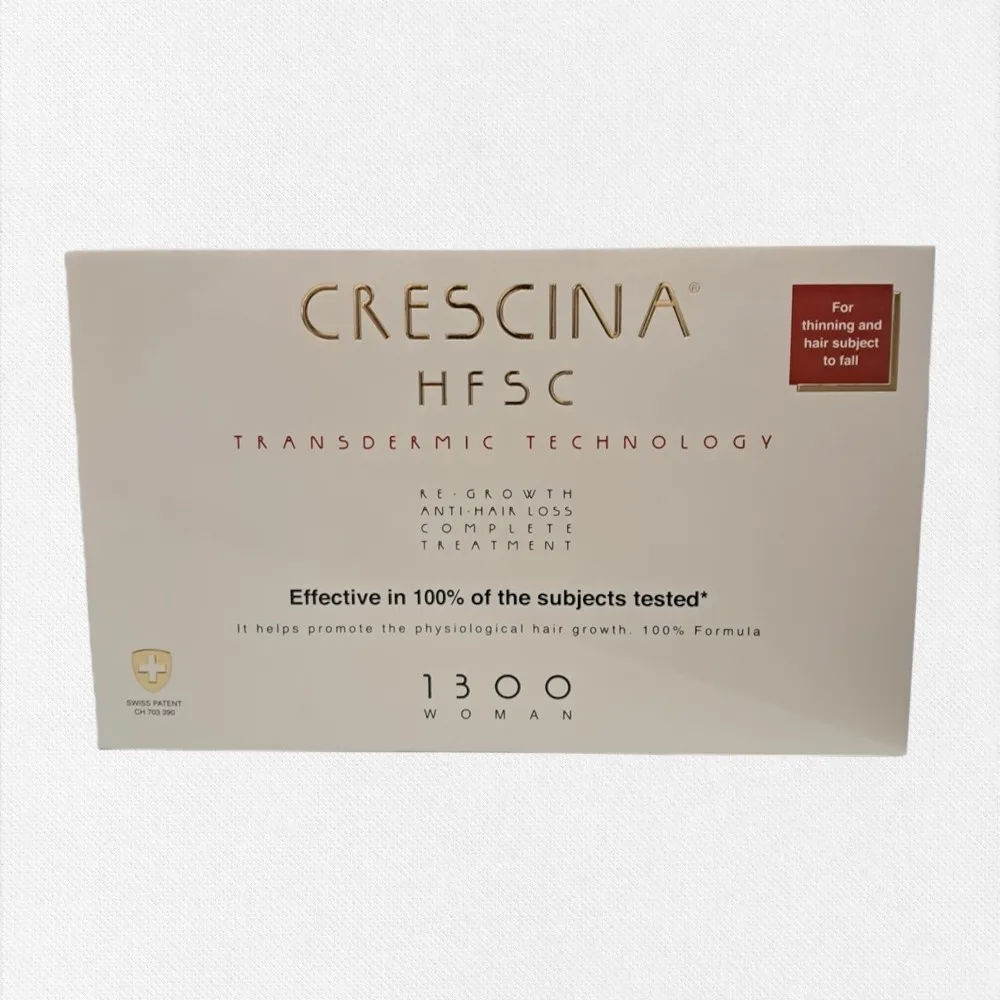 CRESCINA®
HFSC
TRANSDERMIC TECHNOLOGY
RE-GROWTH
ANTI-HAIR LOSS
COMPLETE
TREATMENT
Effective in 100% of the subjects tested*
It helps promote the physiological hair growth. 100% Formula
1300
WOMAN
For
thinning and
hair subject
to fall
SWISS PATENT
CH 703 390